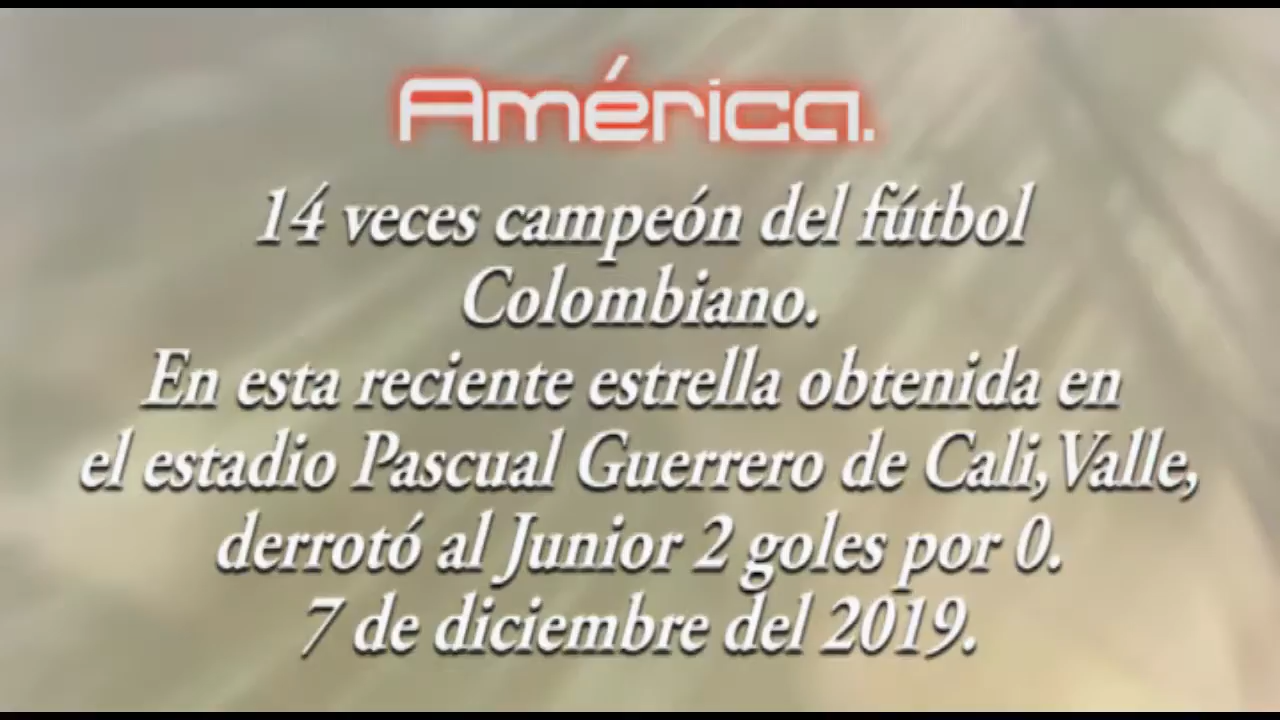 América.
14 veces campeón del fútbol
Colombiano.
En esta reciente estrella obtenida en
el estadio Pascual Guerrero de Cali,Valle,
derrotó al Junior 2 goles por 0.
7 de diciembre del 2019.